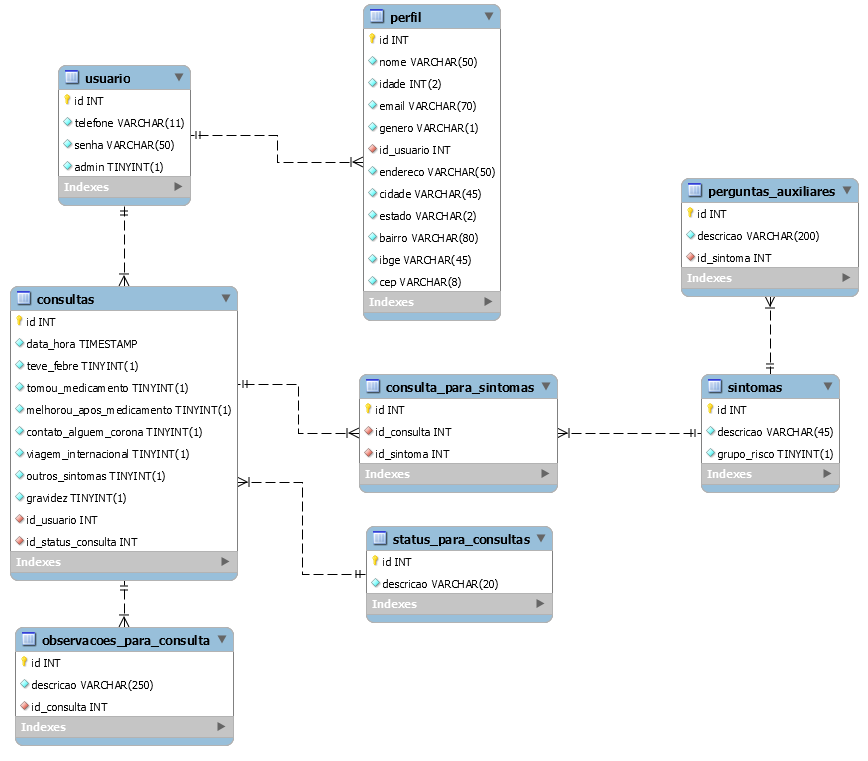 perfil
id INT
nome VARCHAR(50)
idade INT(2)
email VARCHAR(70)
genero VARCHAR(1)
id_usuario INT
endereco VARCHAR(50)
cidade VARCHAR(45)
estado VARCHAR(2)
bairro VARCHAR(80)
ibge VARCHAR(45)
cep VARCHAR(8)
Indexes
usuario
id INT
telefone VARCHAR(11)
senha VARCHAR(50)
admin TINYINT(1)
Indexes
perguntas_auxiliares
id INT
descricao VARCHAR(200)
id_sintoma INT
Indexes
consultas
id INT
data_hora TIMESTAMP
teve_febre TINYINT(1)
tomou_medicamento TINYINT(1)
melhorou_apos_medicamento TINYINT(1)
contato_alguem_corona TINYINT(1)
viagem_internacional TINYINT(1)
outros_sintomas TINYINT(1)
gravidez TINYINT(1)
id_usuario INT
id_status_consulta INT
Indexes
consulta_para_sintomas
id INT
id_consulta INT
id_sintoma INT
Indexes
sintomas
id INT
descricao VARCHAR(45)
grupo_risco TINYINT(1)
Indexes
status_para_consultas
id INT
descricao VARCHAR(20)
Indexes
observacoes_para_consulta
id INT
descricao VARCHAR(250)
id_consulta INT
Indexes